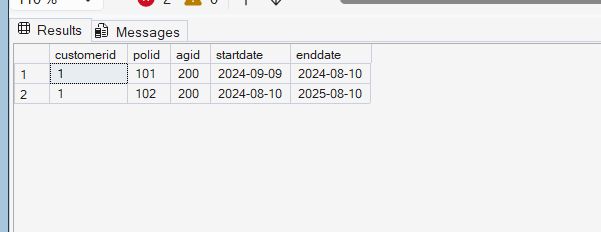 110 %
2
0
Results
Messages
customerid polid agid startdate enddate
1 1 101 200 2024-09-09 2024-08-10
2 1 102 200 2024-08-10 2025-08-10